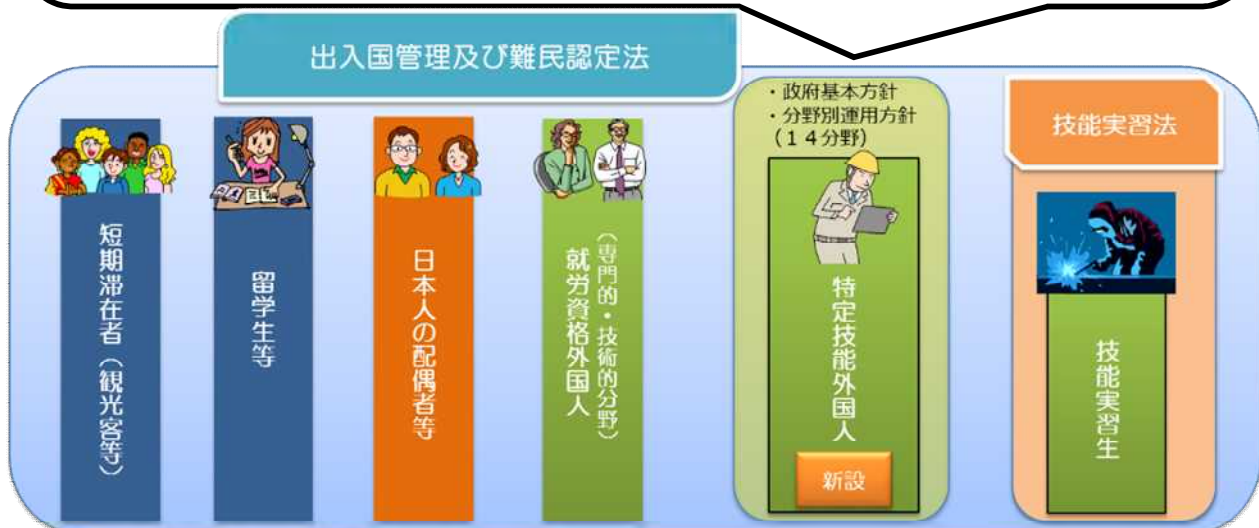 出入国管理及び難民認定法
・政府基本方針
・分野別運用方針
（１４分野）
技能実習法
短期滞在者（観光客等）
留学生等
日本人の配偶者等
（専門的・技術的分野）
就労資格外国人
特定技能外国人
新設
技能実習生